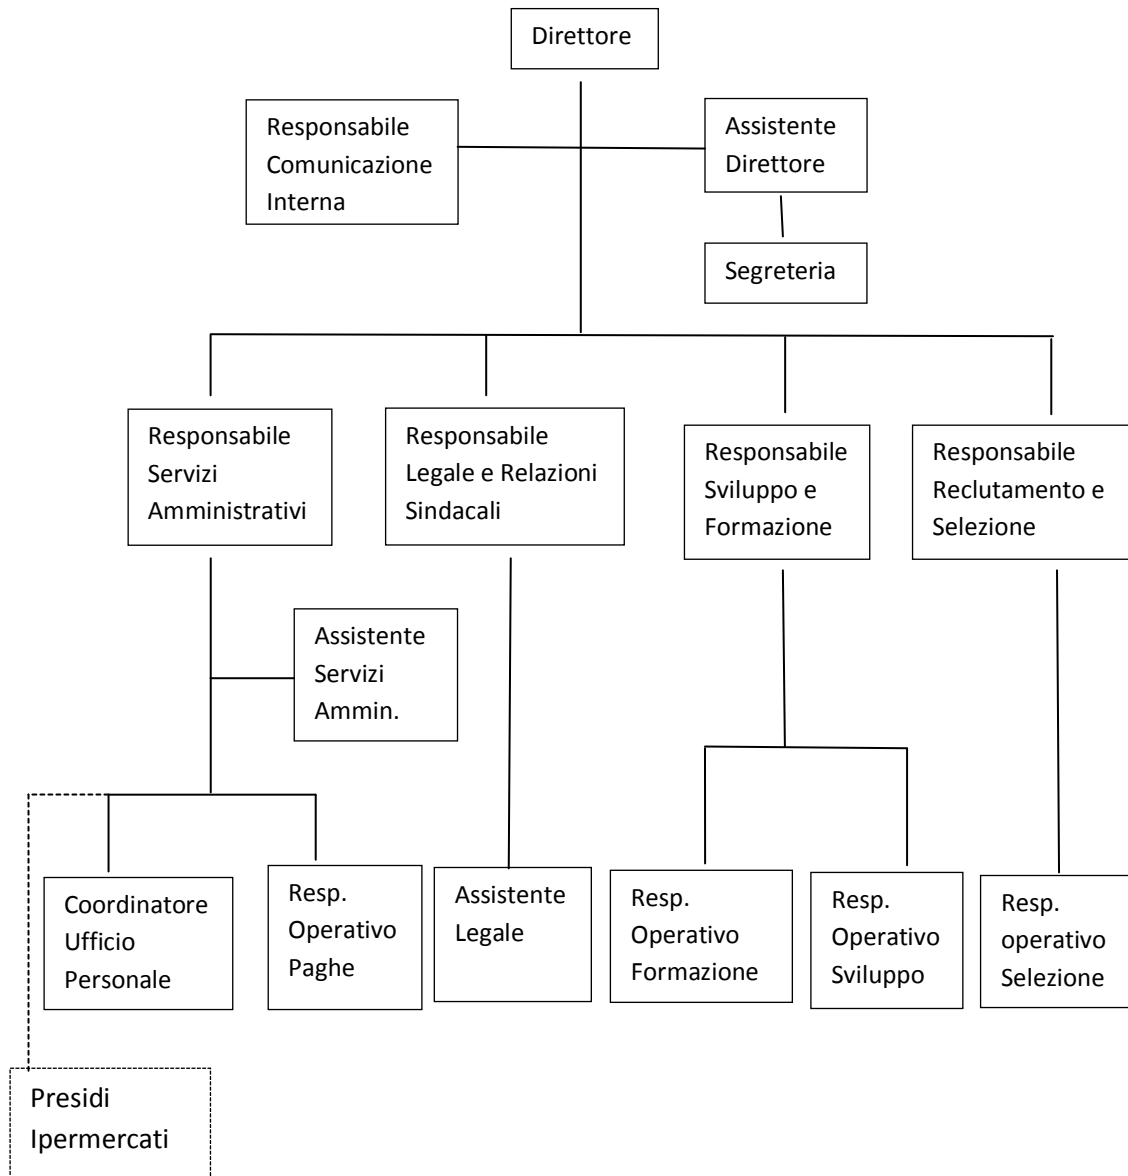 Direttore
Responsabile
Comunicazione
Interna
Assistente
Direttore
Segreteria
Responsabile
Servizi
Amministrativi
Responsabile
Legale e Relazioni
Sindacali
Responsabile
Sviluppo e
Formazione
Responsabile
Reclutamento e
Selezione
Assistente
Servizi
Ammin.
Coordinatore
Ufficio
Personale
Resp.
Operativo
Paghe
Assistente
Legale
Resp.
Operativo
Formazione
Resp.
Operativo
Sviluppo
Resp.
operativo
Selezione
Presidi
Ipermercati